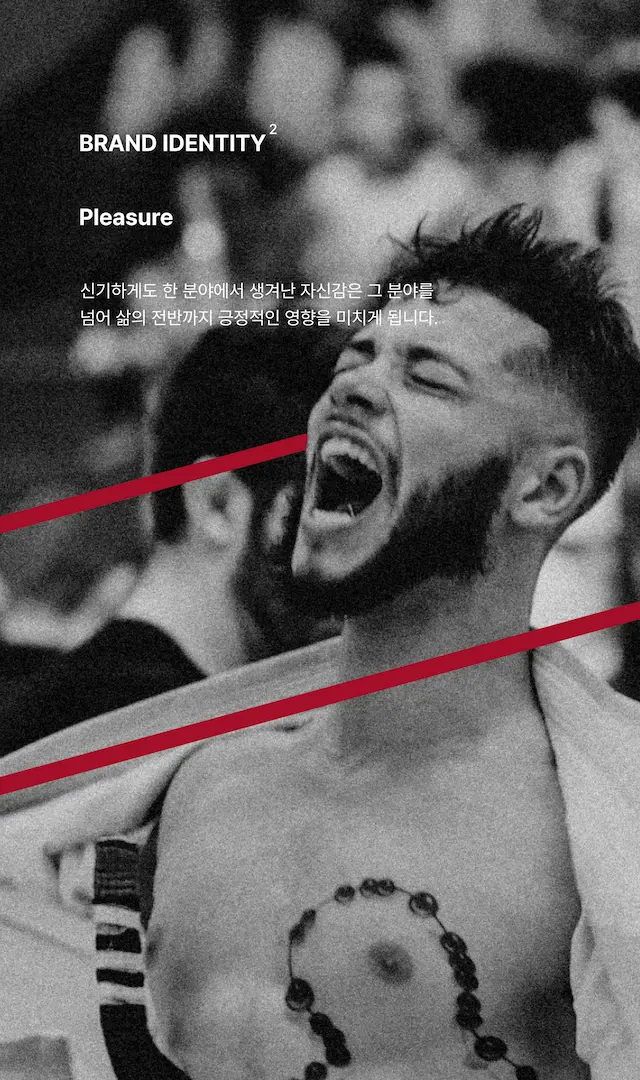 BRAND IDENTITY²
Pleasure
신기하게도 한 분야에서 생겨난 자신감은 그 분야를
넘어 삶의 전반까지 긍정적인 영향을 미치게 됩니다.